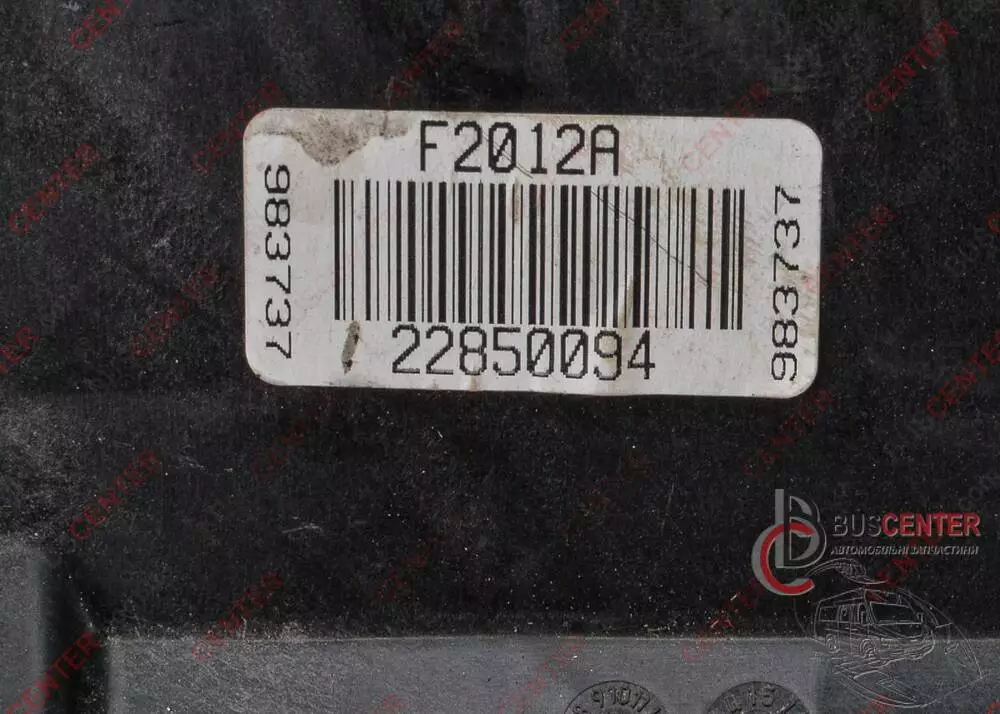 F2012A
983737
983737
22850094
BUSCENTER
АВТОМОБІЛЬНІ ЗАПЧАСТИНИ